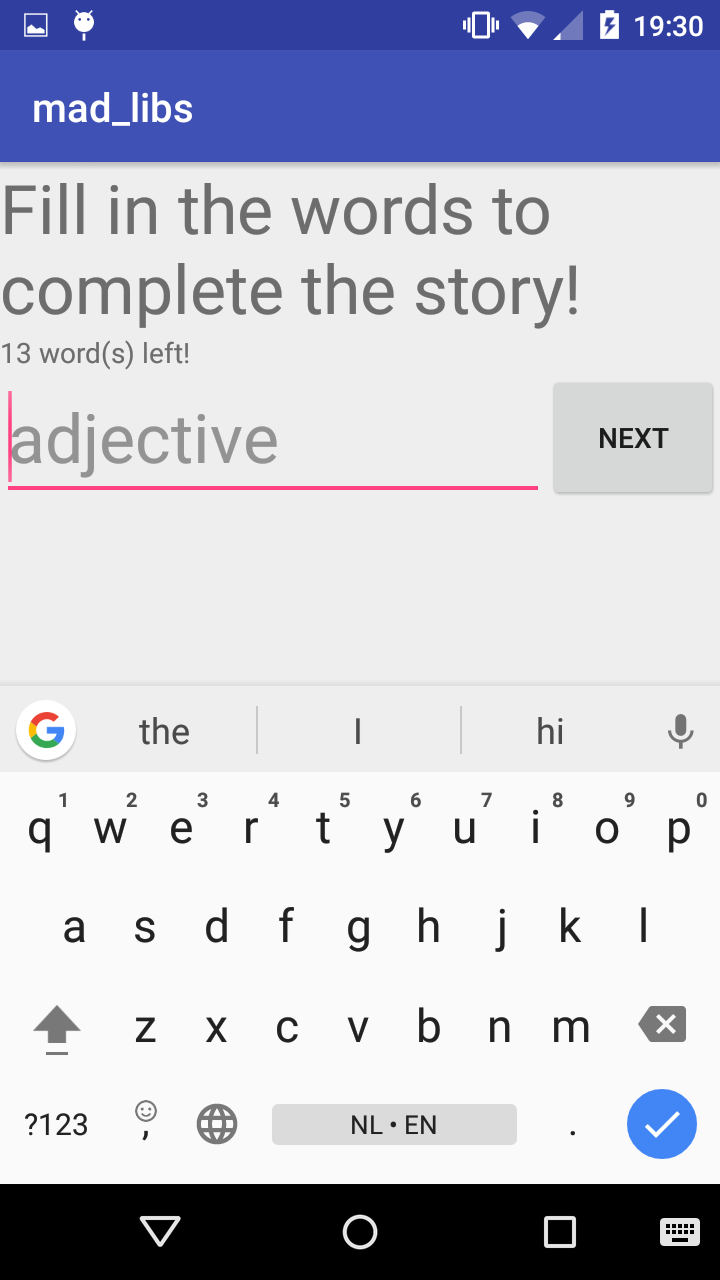 19:30
mad_libs
Fill in the words to
complete the story!
13 word(s) left!
adjective
NEXT
the
I
hi
q 1 w 2 e 3 r 4 t 5 y 6 u 7 i 8 o 9 p 0
a s d f g h j k l
z x c v b n m
?123 , NL • EN .